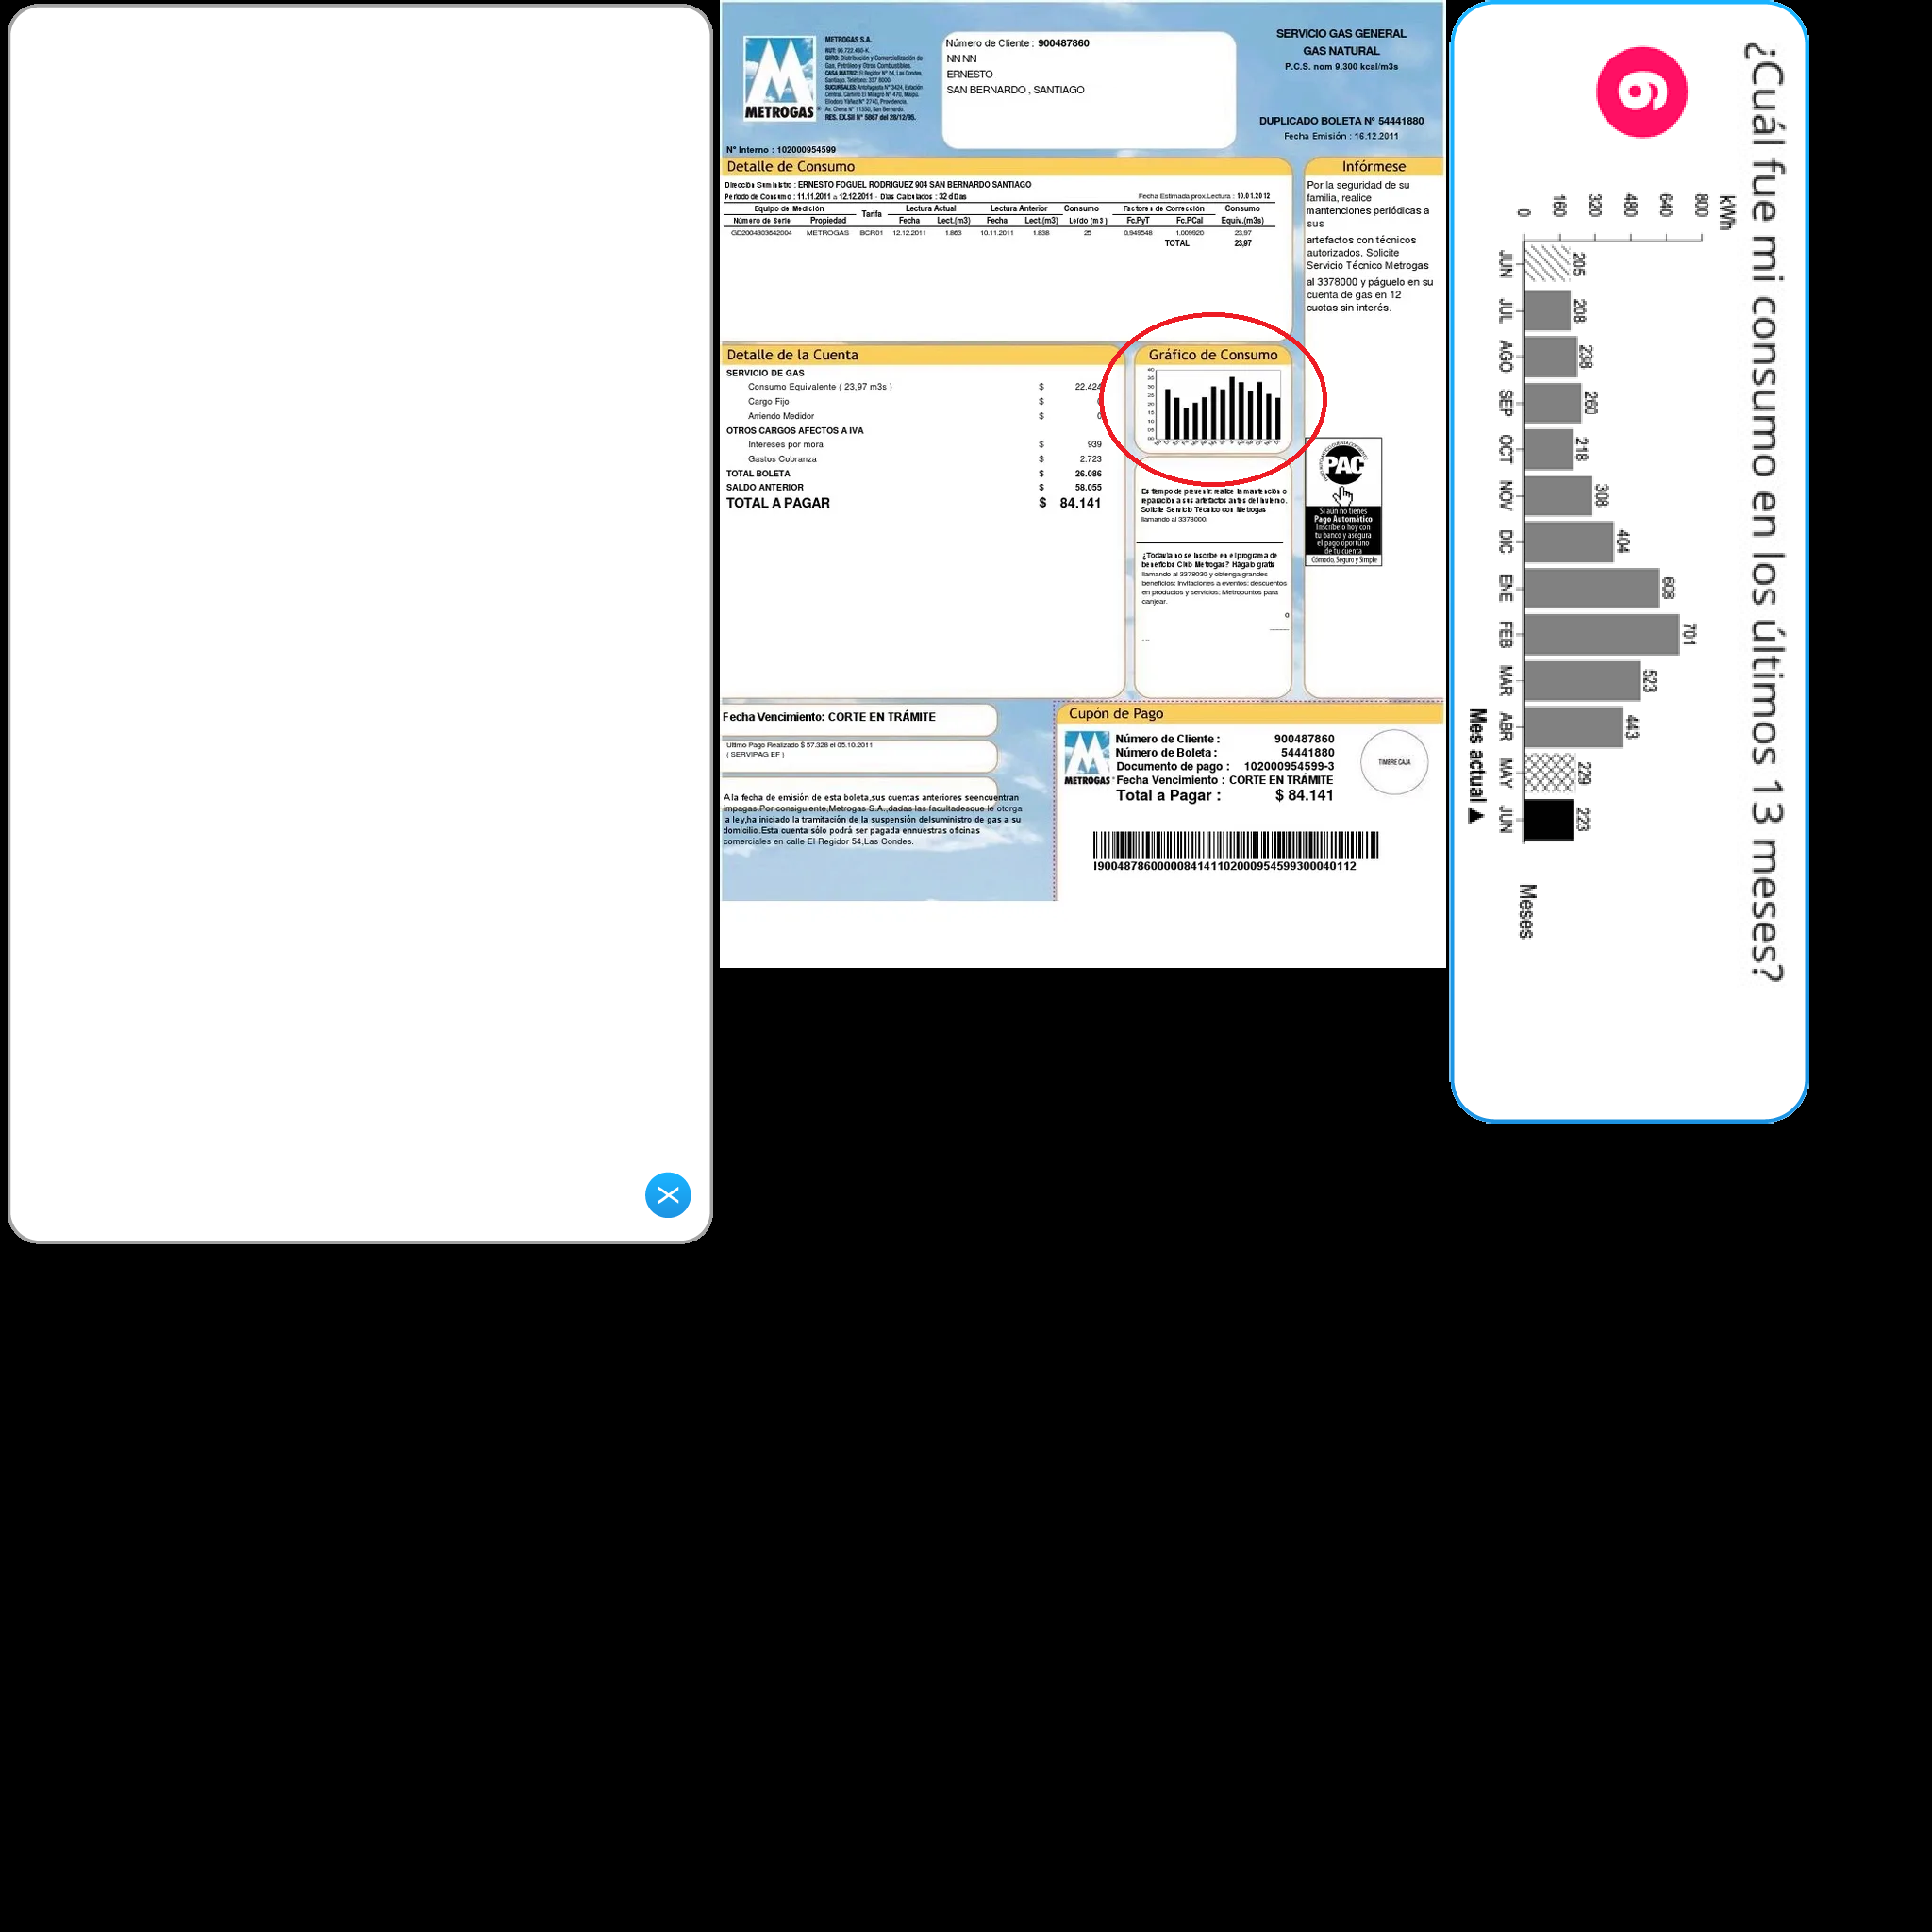 METROGAS S.A.
RUT: 96.722.460-K.
GIRO: Distribución y Comercialización de
Gas, Petróleo y Otros Combustibles.
CASA MATRIZ: El Regidor N° 54, Las Condes,
Santiago. Teléfono: 337 8000.
SUCURSALES: Antofagasta N° 3424, Estación
Central. Camino El Milagro N° 470, Maipú.
Eliodoro Yáñez N° 2740, Providencia.
Av. Chena N° 11550, San Bernardo.
RES. EX.SII N° 5867 del 28/12/95.
METROGAS
N° Interno : 102000954599
Número de Cliente : 900487860
NN NN
ERNESTO
SAN BERNARDO , SANTIAGO
SERVICIO GAS GENERAL
GAS NATURAL
P.C.S. nom 9.300 kcal/m3s
DUPLICADO BOLETA N° 54441880
Fecha Emisión : 16.12.2011
Detalle de Consumo
Dirección Suministro : ERNESTO FOGUEL RODRIGUEZ 904 SAN BERNARDO SANTIAGO
Periodo de Consumo : 11.11.2011 a 12.12.2011 - Días Calculados : 32 dDías
Fecha Estimada prox.Lectura : 10.01.2012
Equipo de Medición Tarifa Lectura Actual Lectura Anterior Consumo Factores de Corrección Consumo
Número de Serie Propiedad Fecha Lect.(m3) Fecha Lect.(m3) Leído (m3) Fc.PyT Fc.PCal Equiv.(m3s)
GD2004303642004 METROGAS BCR01 12.12.2011 1.863 10.11.2011 1.838 25 0.949548 1.009920 23,97
TOTAL 23,97
Infórmese
Por la seguridad de su
familia, realice
mantenciones periódicas a
sus
artefactos con técnicos
autorizados. Solicite
Servicio Técnico Metrogas
al 3378000 y páguelo en su
cuenta de gas en 12
cuotas sin interés.
Detalle de la Cuenta
SERVICIO DE GAS
Consumo Equivalente ( 23,97 m3s ) $ 22.424
Cargo Fijo $ 0
Arriendo Medidor $ 0
OTROS CARGOS AFECTOS A IVA
Intereses por mora $ 939
Gastos Cobranza $ 2.723
TOTAL BOLETA $ 26.086
SALDO ANTERIOR $ 58.055
TOTAL A PAGAR $ 84.141
Gráfico de Consumo
40
35
30
25
20
15
10
05
00
Es tiempo de prevenir: realice la mantención o
reparación a sus artefactos antes del invierno.
Solicite Servicio Técnico con Metrogas
llamando al 3378000.
¿Todavía no se inscribe en el programa de
beneficios Club Metrogas? Hágalo gratis
llamando al 3378030 y obtenga grandes
beneficios: Invitaciones a eventos; descuentos
en productos y servicios; Metropuntos para
canjear.
0
PAC
Si aún no tienes
Pago Automático
Inscríbelo hoy con
tu banco y asegura
el pago oportuno
de tu cuenta
Cómodo, Seguro y Simple
Fecha Vencimiento: CORTE EN TRÁMITE
Ultimo Pago Realizado $ 57.328 el 05.10.2011
( SERVIPAG EF )
A la fecha de emisión de esta boleta,sus cuentas anteriores seencuentran
impagas.Por consiguiente,Metrogas S.A.,dadas las facultadesque le otorga
la ley,ha iniciado la tramitación de la suspensión delsuministro de gas a su
domicilio.Esta cuenta sólo podrá ser pagada ennuestras oficinas
comerciales en calle El Regidor 54,Las Condes.
Cupón de Pago
METROGAS
Número de Cliente : 900487860
Número de Boleta : 54441880
Documento de pago : 102000954599-3
Fecha Vencimiento : CORTE EN TRÁMITE
Total a Pagar : $ 84.141
TIMBRE CAJA
I900487860000084141102000954599300040112
¿Cuál fue mi consumo en los últimos 13 meses?
6
kWh
800
640
480
320
160
0
205 208 238 260 218 308 404 608 701 523 443 229 223
JUN JUL AGO SEP OCT NOV DIC ENE FEB MAR ABR MAY JUN
Meses
Mes actual ▲